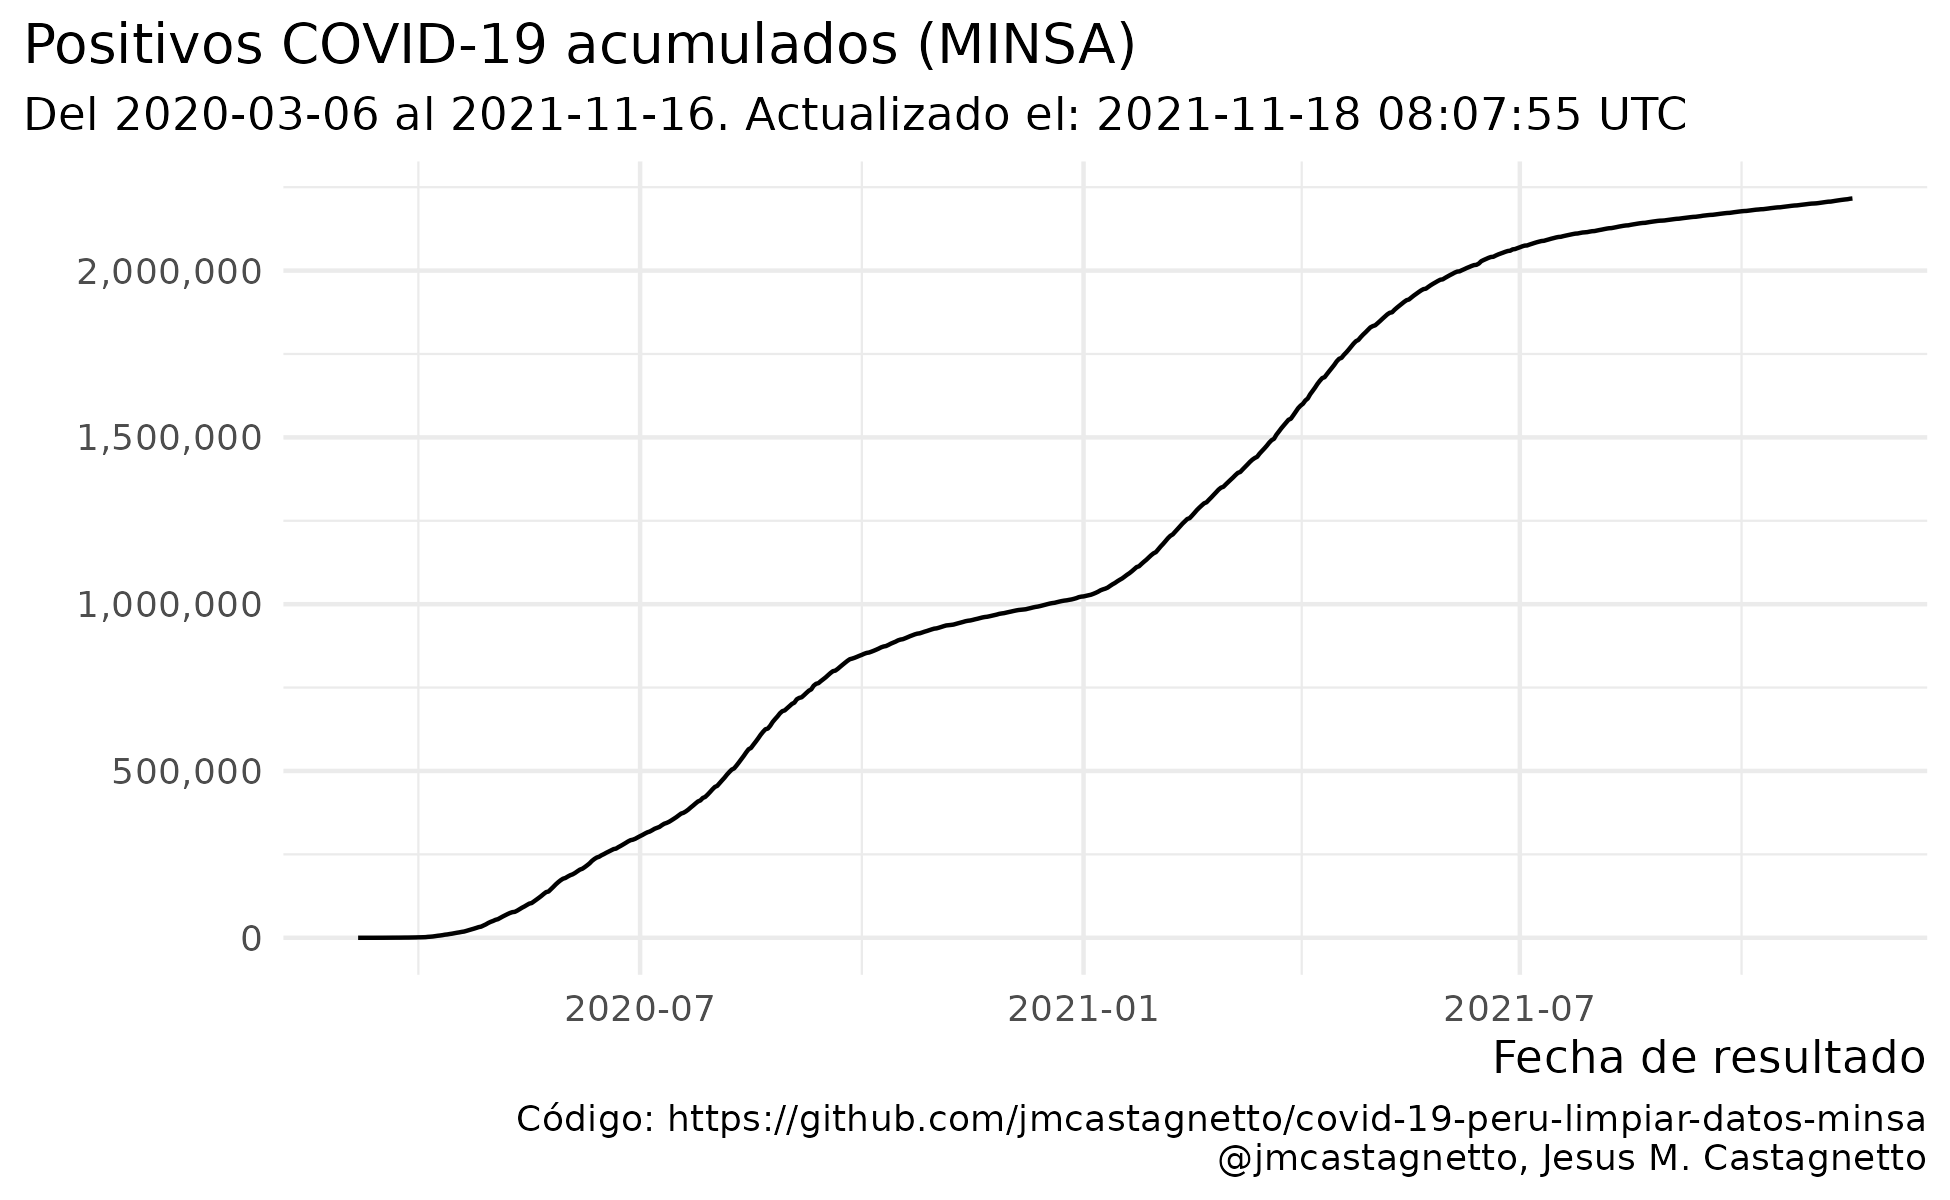 Positivos COVID-19 acumulados (MINSA)
Del 2020-03-06 al 2021-11-16. Actualizado el: 2021-11-18 08:07:55 UTC
2,000,000
1,500,000
1,000,000
500,000
0
2020-07 2021-01 2021-07
Fecha de resultado
Código: https://github.com/jmcastagnetto/covid-19-peru-limpiar-datos-minsa
@jmcastagnetto, Jesus M. Castagnetto